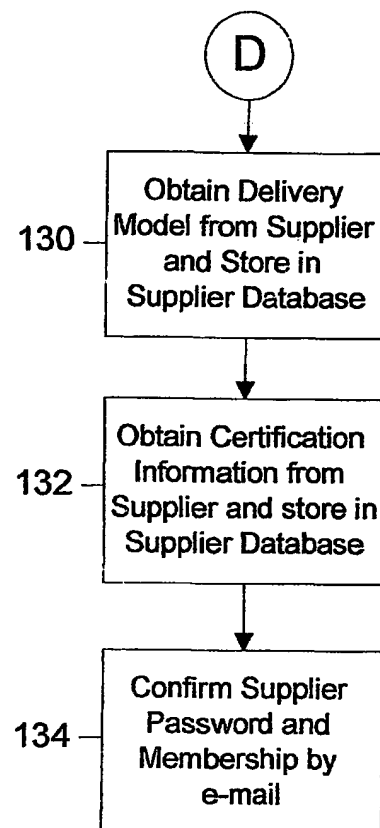 D
Obtain Delivery
Model from Supplier
and Store in
Supplier Database
130
Obtain Certification
Information from
Supplier and store in
Supplier Database
132
Confirm Supplier
Password and
Membership by
e-mail
134